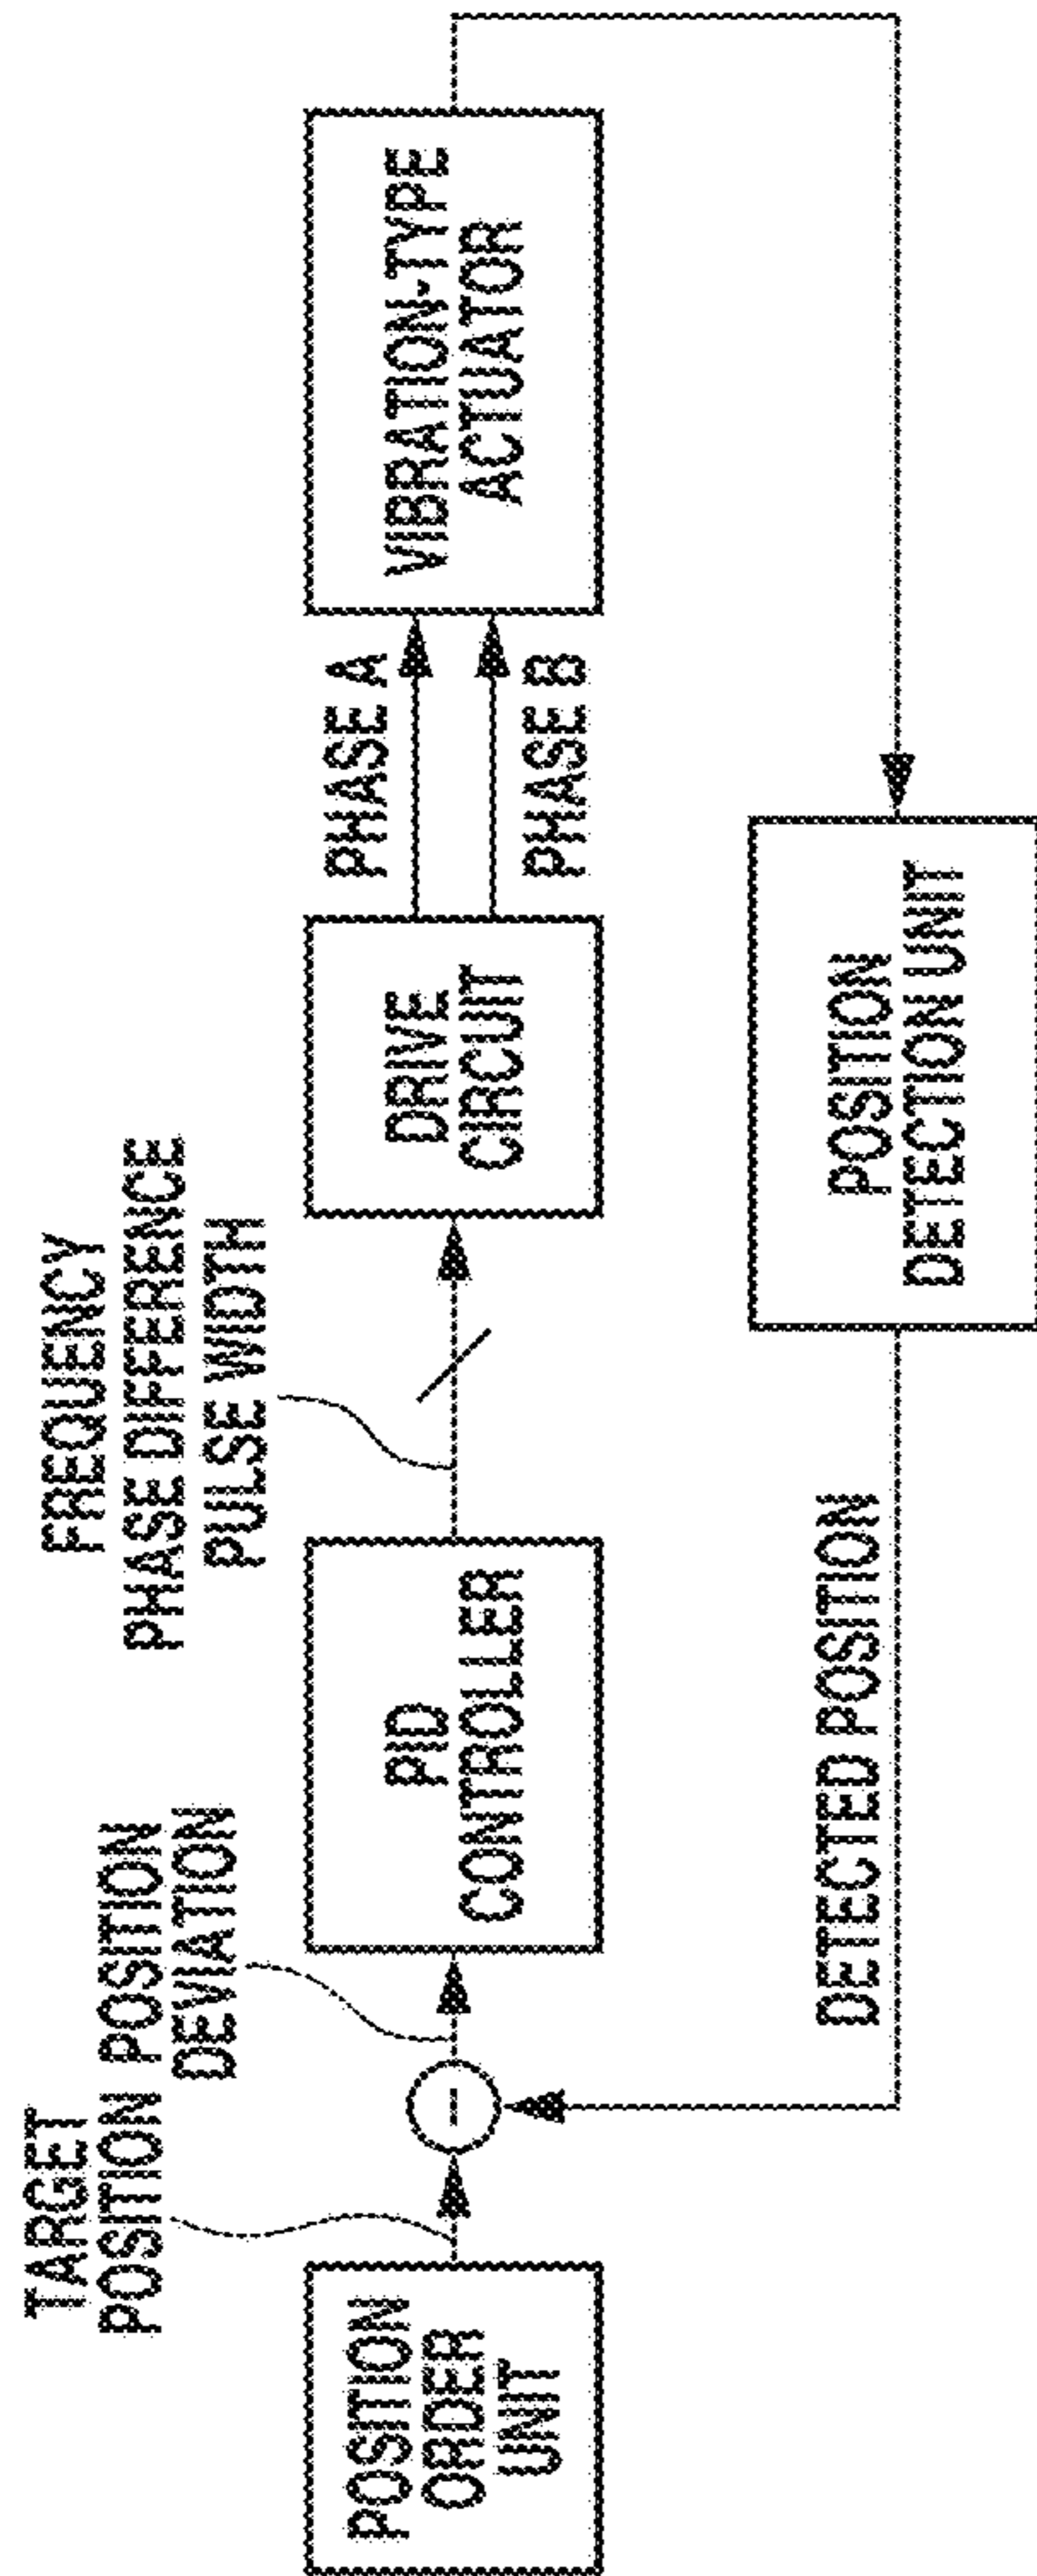 TARGET
POSITION
POSITION
DEVIATION
FREQUENCY
PHASE DIFFERENCE
PULSE WIDTH
PHASE A
PHASE B
POSITION
ORDER
UNIT
−
PID
CONTROLLER
DRIVE
CIRCUIT
VIBRATION-TYPE
ACTUATOR
DETECTED POSITION
POSITION
DETECTION UNIT